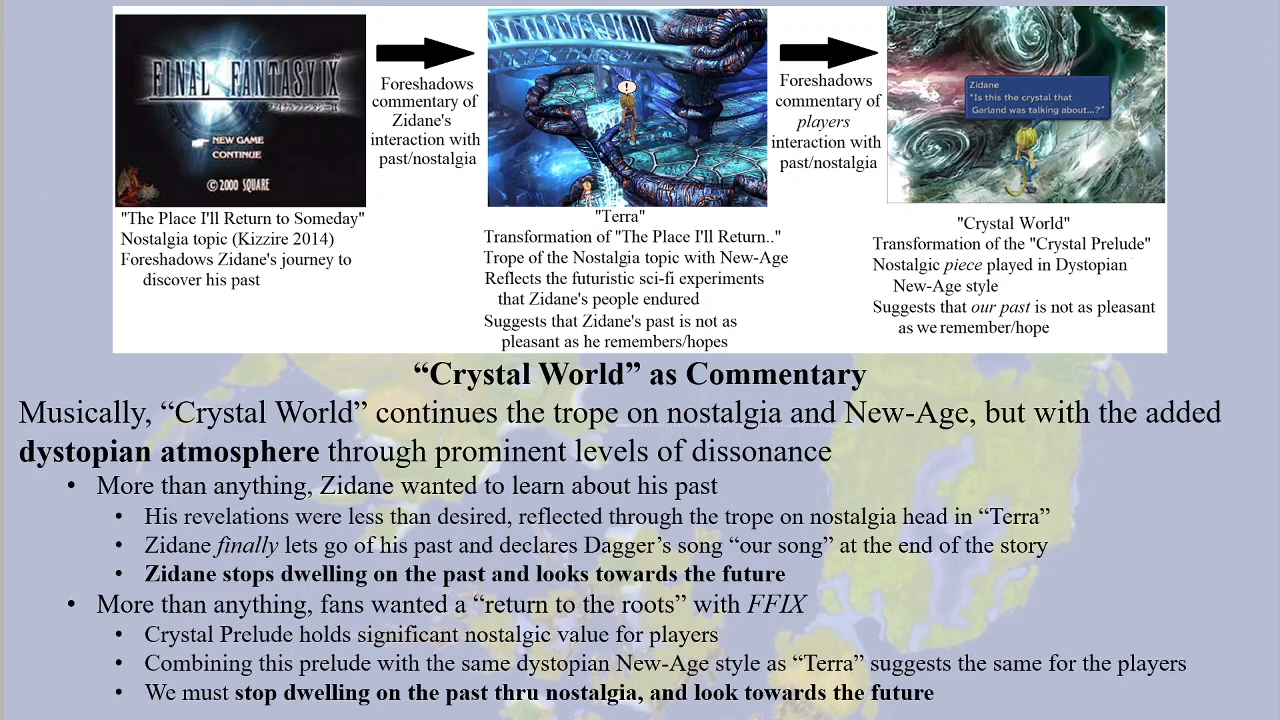 FINAL FANTASY IX
ファイナルファンタジーIX
NEW GAME
CONTINUE
© 2000 SQUARE
Foreshadows
commentary of
Zidane's
interaction with
past/nostalgia
!
Foreshadows
commentary of
players
interaction with
past/nostalgia
Zidane
"Is this the crystal that
Garland was talking about...?"
"The Place I'll Return to Someday"
Nostalgia topic (Kizzire 2014)
Foreshadows Zidane's journey to
discover his past
"Terra"
Transformation of "The Place I'll Return.."
Trope of the Nostalgia topic with New-Age
Reflects the futuristic sci-fi experiments
that Zidane's people endured
Suggests that Zidane's past is not as
pleasant as he remembers/hopes
"Crystal World"
Transformation of the "Crystal Prelude"
Nostalgic piece played in Dystopian
New-Age style
Suggests that our past is not as pleasant
as we remember/hope
“Crystal World” as Commentary
Musically, “Crystal World” continues the trope on nostalgia and New-Age, but with the added
dystopian atmosphere through prominent levels of dissonance
• More than anything, Zidane wanted to learn about his past
• His revelations were less than desired, reflected through the trope on nostalgia head in “Terra”
• Zidane finally lets go of his past and declares Dagger’s song “our song” at the end of the story
• Zidane stops dwelling on the past and looks towards the future
• More than anything, fans wanted a “return to the roots” with FFIX
• Crystal Prelude holds significant nostalgic value for players
• Combining this prelude with the same dystopian New-Age style as “Terra” suggests the same for the players
• We must stop dwelling on the past thru nostalgia, and look towards the future